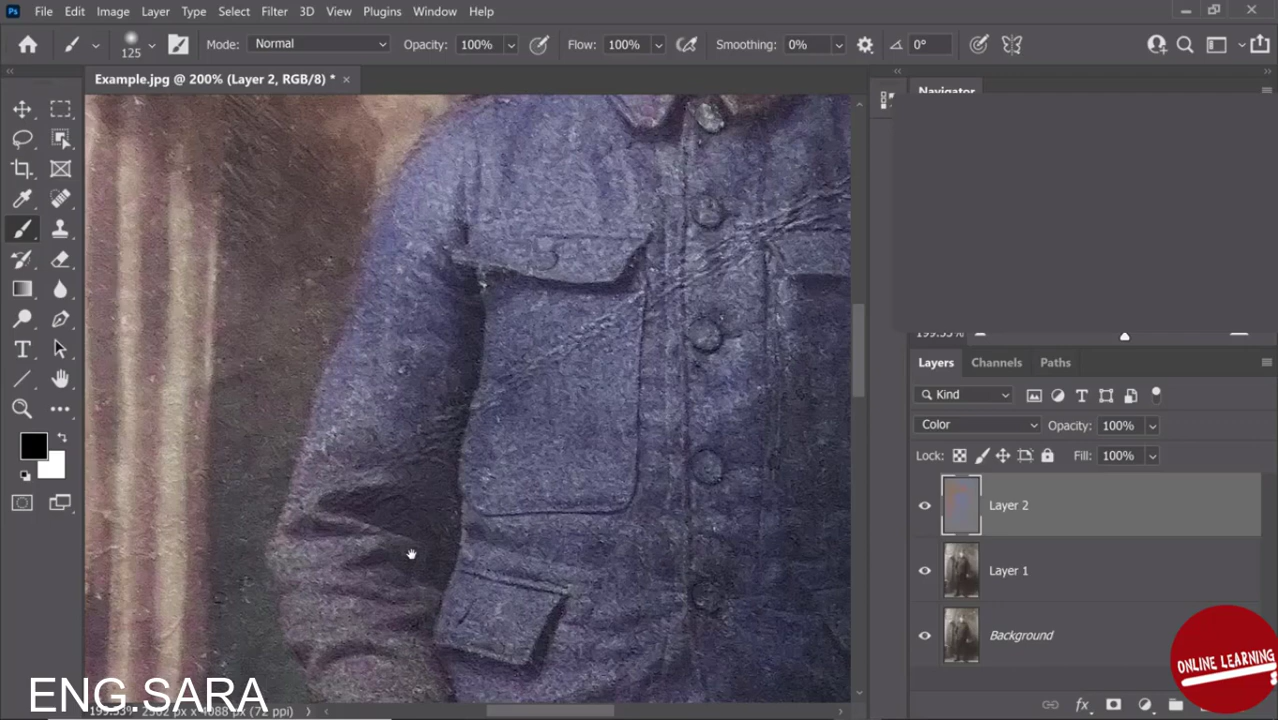 Ps File Edit Image Layer Type Select Filter 3D View Plugins Window Help
125 Mode: Normal Opacity: 100% Flow: 100% Smoothing: 0% 0°
Example.jpg @ 200% (Layer 2, RGB/8) *
Navigator
Layers Channels Paths
Kind
Color Opacity: 100%
Lock: Fill: 100%
Layer 2
Layer 1
Background
ONLINE LEARNING
ENG SARA